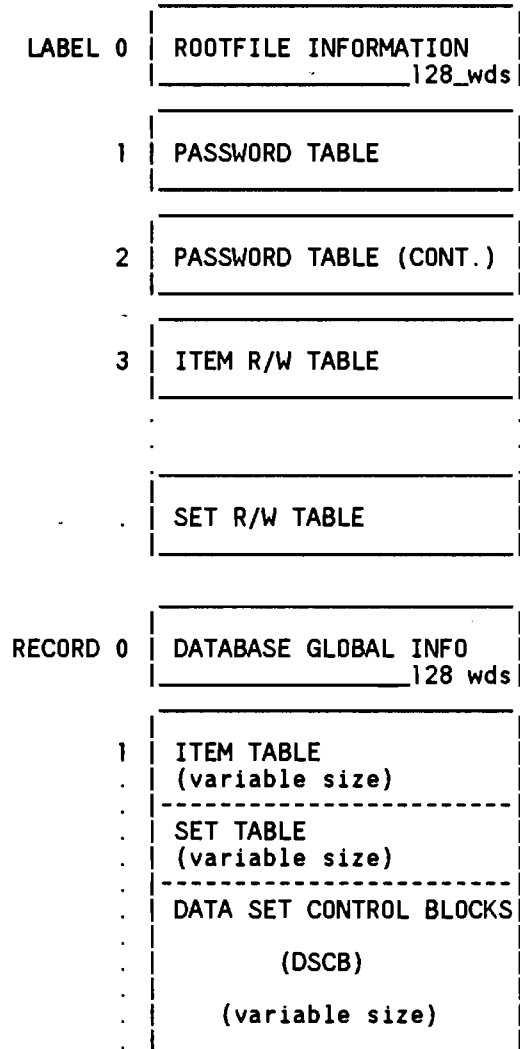 LABEL 0 ROOTFILE INFORMATION
128_wds
1 PASSWORD TABLE
2 PASSWORD TABLE (CONT.)
3 ITEM R/W TABLE
.
.
. SET R/W TABLE
RECORD 0 DATABASE GLOBAL INFO
128 wds
1 ITEM TABLE
. (variable size)
.
. SET TABLE
. (variable size)
.
. DATA SET CONTROL BLOCKS
.
. (DSCB)
.
. (variable size)
.